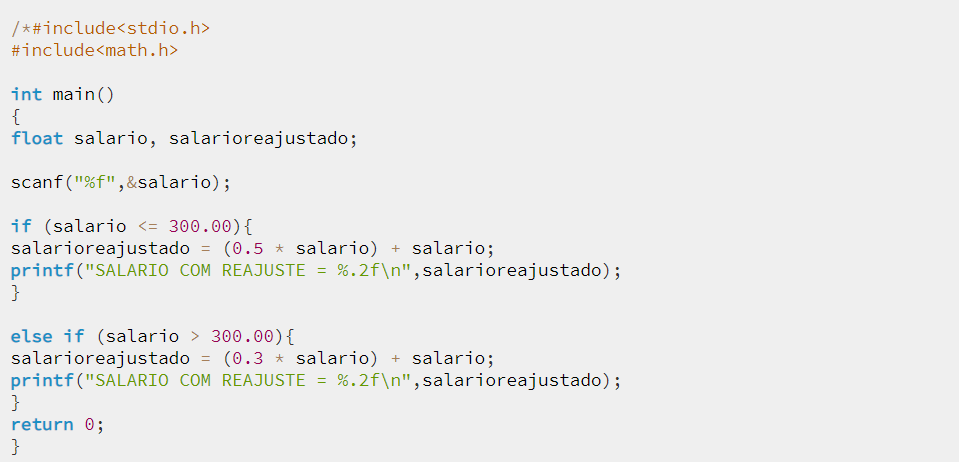 /*#include<stdio.h>
#include<math.h>
int main()
{
float salario, salarioreajustado;
scanf("%f",&salario);
if (salario <= 300.00){
salarioreajustado = (0.5 * salario) + salario;
printf("SALARIO COM REAJUSTE = %.2f\n",salarioreajustado);
}
else if (salario > 300.00){
salarioreajustado = (0.3 * salario) + salario;
printf("SALARIO COM REAJUSTE = %.2f\n",salarioreajustado);
}
return 0;
}